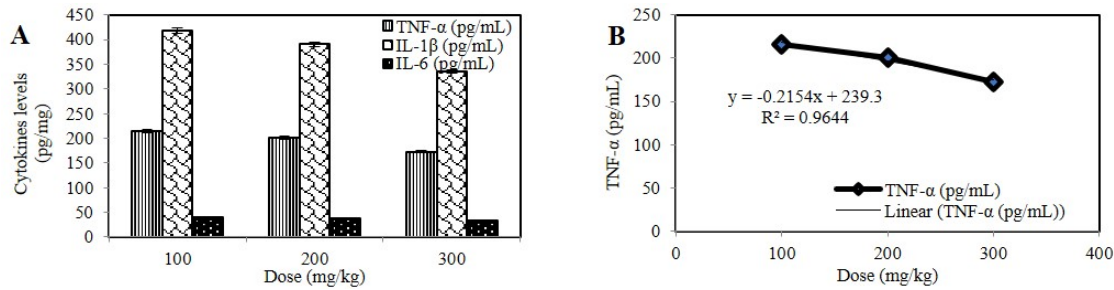 A
Cytokines levels
(pg/mg)
450
400
350
300
250
200
150
100
50
0
TNF-α (pg/mL)
IL-1β (pg/mL)
IL-6 (pg/mL)
100
200
300
Dose (mg/kg)
B
TNF-α (pg/mL)
250
200
150
100
50
0
y = -0.2154x + 239.3
R² = 0.9644
TNF-α (pg/mL)
Linear (TNF-α (pg/mL))
0
100
200
300
400
Dose (mg/kg)